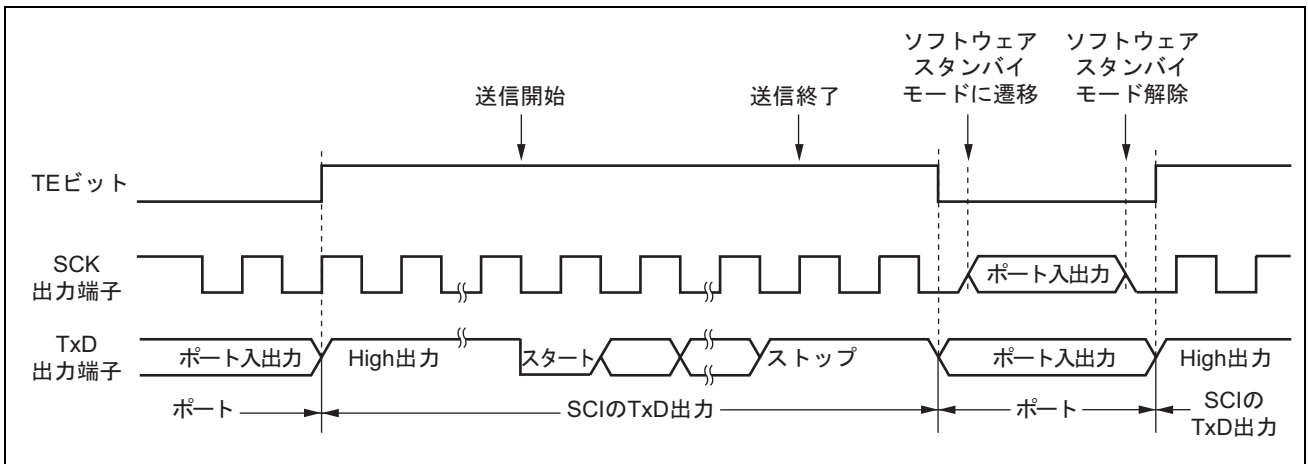 ソフトウェア
スタンバイ
モードに遷移
ソフトウェア
スタンバイ
モード解除
送信開始
送信終了
TEビット
SCK
出力端子
ポート入出力
TxD
出力端子
ポート入出力
High出力
スタート
ストップ
ポート入出力
High出力
ポート
SCIのTxD出力
ポート
SCIの
TxD出力